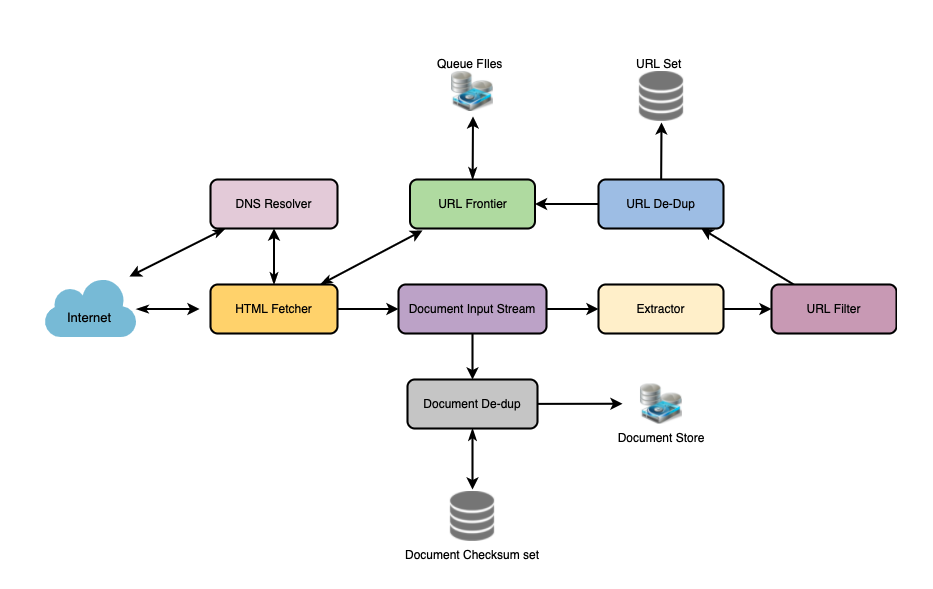 Queue FIles
URL Set
DNS Resolver
URL Frontier
URL De-Dup
Internet
HTML Fetcher
Document Input Stream
Extractor
URL Filter
Document De-dup
Document Store
Document Checksum set